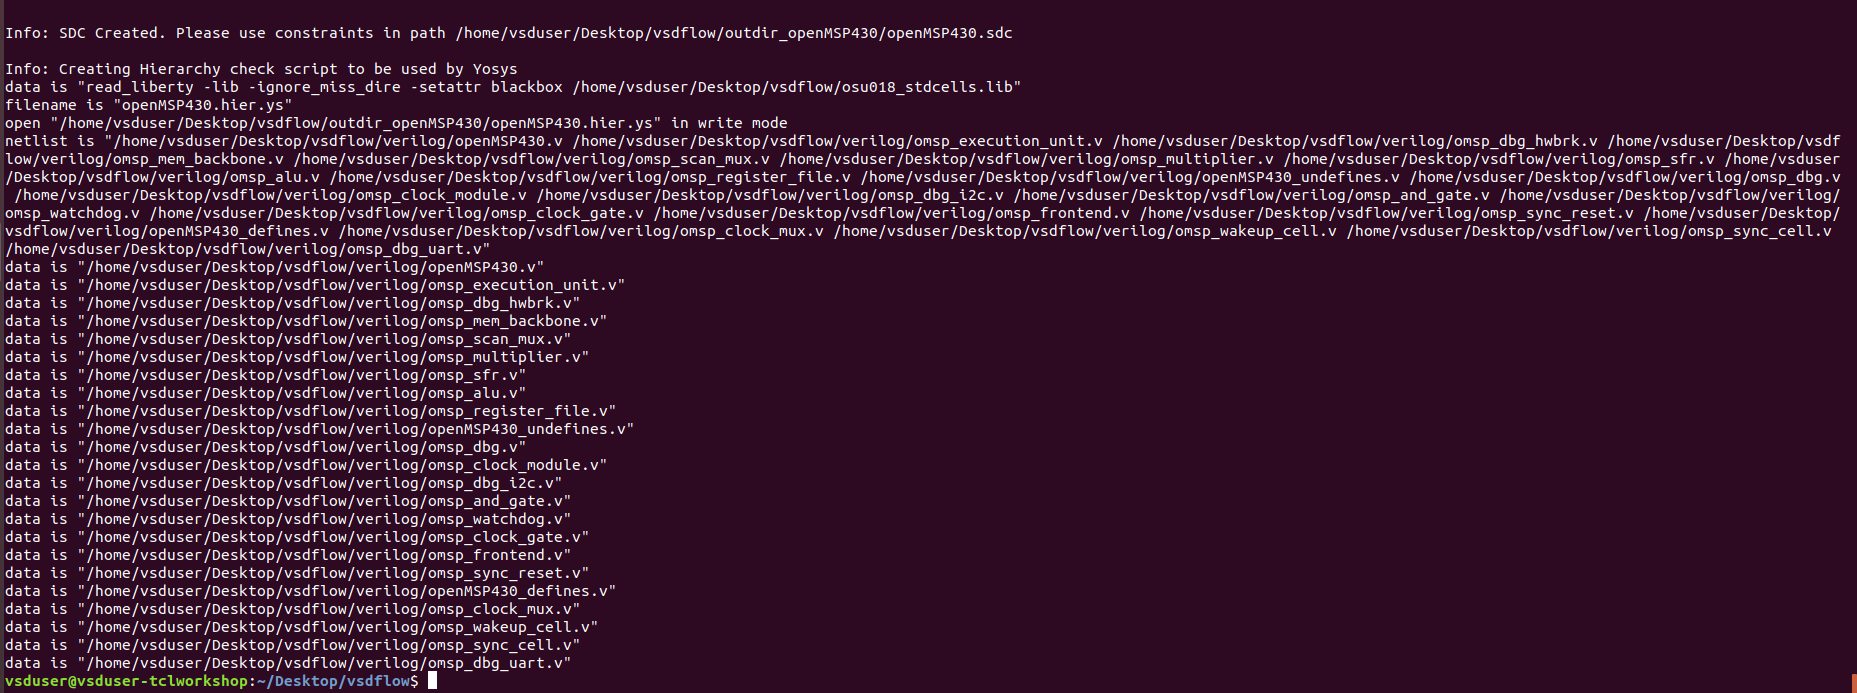 Info: SDC Created. Please use constraints in path /home/vsduser/Desktop/vsdflow/outdir_openMSP430/openMSP430.sdc
Info: Creating Hierarchy check script to be used by Yosys
data is "read_liberty -lib -ignore_miss_dire -setattr blackbox /home/vsduser/Desktop/vsdflow/osu018_stdcells.lib"
filename is "openMSP430.hier.ys"
open "/home/vsduser/Desktop/vsdflow/outdir_openMSP430/openMSP430.hier.ys" in write mode
netlist is "/home/vsduser/Desktop/vsdflow/verilog/openMSP430.v /home/vsduser/Desktop/vsdflow/verilog/omsp_execution_unit.v /home/vsduser/Desktop/vsdflow/verilog/omsp_dbg_hwbrk.v /home/vsduser/Desktop/vsdf
low/verilog/omsp_mem_backbone.v /home/vsduser/Desktop/vsdflow/verilog/omsp_scan_mux.v /home/vsduser/Desktop/vsdflow/verilog/omsp_multiplier.v /home/vsduser/Desktop/vsdflow/verilog/omsp_sfr.v /home/vsduser
/Desktop/vsdflow/verilog/omsp_alu.v /home/vsduser/Desktop/vsdflow/verilog/omsp_register_file.v /home/vsduser/Desktop/vsdflow/verilog/openMSP430_undefines.v /home/vsduser/Desktop/vsdflow/verilog/omsp_dbg.v
/home/vsduser/Desktop/vsdflow/verilog/omsp_clock_module.v /home/vsduser/Desktop/vsdflow/verilog/omsp_dbg_i2c.v /home/vsduser/Desktop/vsdflow/verilog/omsp_and_gate.v /home/vsduser/Desktop/vsdflow/verilog/
omsp_watchdog.v /home/vsduser/Desktop/vsdflow/verilog/omsp_clock_gate.v /home/vsduser/Desktop/vsdflow/verilog/omsp_frontend.v /home/vsduser/Desktop/vsdflow/verilog/omsp_sync_reset.v /home/vsduser/Desktop/
vsdflow/verilog/openMSP430_defines.v /home/vsduser/Desktop/vsdflow/verilog/omsp_clock_mux.v /home/vsduser/Desktop/vsdflow/verilog/omsp_wakeup_cell.v /home/vsduser/Desktop/vsdflow/verilog/omsp_sync_cell.v
/home/vsduser/Desktop/vsdflow/verilog/omsp_dbg_uart.v"
data is "/home/vsduser/Desktop/vsdflow/verilog/openMSP430.v"
data is "/home/vsduser/Desktop/vsdflow/verilog/omsp_execution_unit.v"
data is "/home/vsduser/Desktop/vsdflow/verilog/omsp_dbg_hwbrk.v"
data is "/home/vsduser/Desktop/vsdflow/verilog/omsp_mem_backbone.v"
data is "/home/vsduser/Desktop/vsdflow/verilog/omsp_scan_mux.v"
data is "/home/vsduser/Desktop/vsdflow/verilog/omsp_multiplier.v"
data is "/home/vsduser/Desktop/vsdflow/verilog/omsp_sfr.v"
data is "/home/vsduser/Desktop/vsdflow/verilog/omsp_alu.v"
data is "/home/vsduser/Desktop/vsdflow/verilog/omsp_register_file.v"
data is "/home/vsduser/Desktop/vsdflow/verilog/openMSP430_undefines.v"
data is "/home/vsduser/Desktop/vsdflow/verilog/omsp_dbg.v"
data is "/home/vsduser/Desktop/vsdflow/verilog/omsp_clock_module.v"
data is "/home/vsduser/Desktop/vsdflow/verilog/omsp_dbg_i2c.v"
data is "/home/vsduser/Desktop/vsdflow/verilog/omsp_and_gate.v"
data is "/home/vsduser/Desktop/vsdflow/verilog/omsp_watchdog.v"
data is "/home/vsduser/Desktop/vsdflow/verilog/omsp_clock_gate.v"
data is "/home/vsduser/Desktop/vsdflow/verilog/omsp_frontend.v"
data is "/home/vsduser/Desktop/vsdflow/verilog/omsp_sync_reset.v"
data is "/home/vsduser/Desktop/vsdflow/verilog/openMSP430_defines.v"
data is "/home/vsduser/Desktop/vsdflow/verilog/omsp_clock_mux.v"
data is "/home/vsduser/Desktop/vsdflow/verilog/omsp_wakeup_cell.v"
data is "/home/vsduser/Desktop/vsdflow/verilog/omsp_sync_cell.v"
data is "/home/vsduser/Desktop/vsdflow/verilog/omsp_dbg_uart.v"
vsduser@vsduser-tclworkshop:~/Desktop/vsdflow$